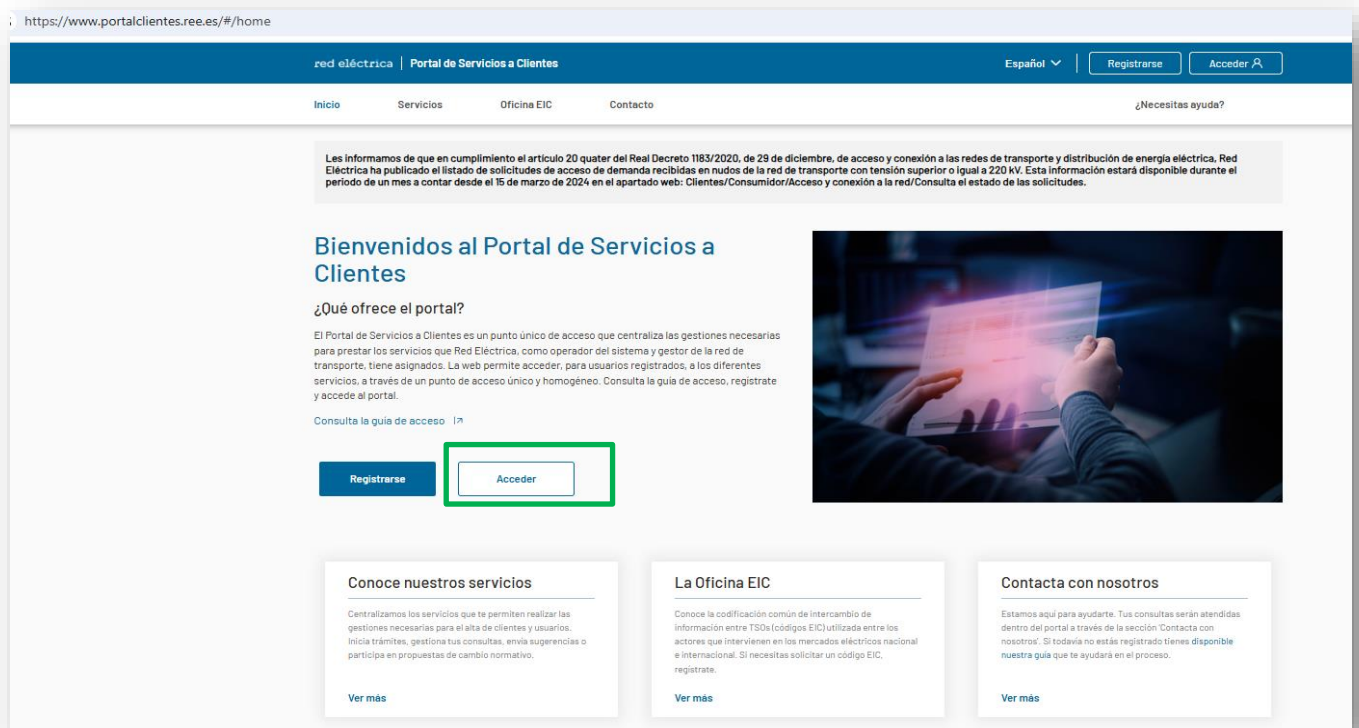 https://www.portalclientes.ree.es/#/home
red eléctrica | Portal de Servicios a Clientes
Español
Registrarse
Acceder
Inicio
Servicios
Oficina EIC
Contacto
¿Necesitas ayuda?
Les informamos de que en cumplimiento el artículo 20 quater del Real Decreto 1183/2020, de 29 de diciembre, de acceso y conexión a las redes de transporte y distribución de energía eléctrica, Red
Eléctrica ha publicado el listado de solicitudes de acceso de demanda recibidas en nudos de la red de transporte con tensión superior o igual a 220 kV. Esta información estará disponible durante el
periodo de un mes a contar desde el 15 de marzo de 2024 en el apartado web: Clientes/Consumidor/Acceso y conexión a la red/Consulta el estado de las solicitudes.
Bienvenidos al Portal de Servicios a
Clientes
¿Qué ofrece el portal?
El Portal de Servicios a Clientes es un punto único de acceso que centraliza las gestiones necesarias
para prestar los servicios que Red Eléctrica, como operador del sistema y gestor de la red de
transporte, tiene asignados. La web permite acceder, para usuarios registrados, a los diferentes
servicios, a través de un punto de acceso único y homogéneo. Consulta la guía de acceso, regístrate
y accede al portal.
Consulta la guía de acceso
Registrarse
Acceder
Conoce nuestros servicios
Centralizamos los servicios que te permiten realizar las
gestiones necesarias para el alta de clientes y usuarios.
Inicia trámites, gestiona tus consultas, envía sugerencias o
participa en propuestas de cambio normativo.
Ver más
La Oficina EIC
Conoce la codificación común de intercambio de
información entre TSOs (códigos EIC) utilizada entre los
actores que intervienen en los mercados eléctricos nacional
e internacional. Si necesitas solicitar un código EIC,
regístrate.
Ver más
Contacta con nosotros
Estamos aquí para ayudarte. Tus consultas serán atendidas
dentro del portal a través de la sección 'Contacta con
nosotros'. Si todavía no estás registrado tienes disponible
nuestra guía que te ayudará en el proceso.
Ver más